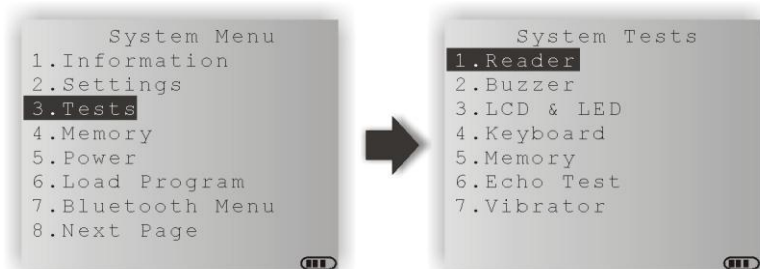 System Menu
1.Information
2.Settings
3.Tests
4.Memory
5.Power
6.Load Program
7.Bluetooth Menu
8.Next Page
System Tests
1.Reader
2.Buzzer
3.LCD & LED
4.Keyboard
5.Memory
6.Echo Test
7.Vibrator